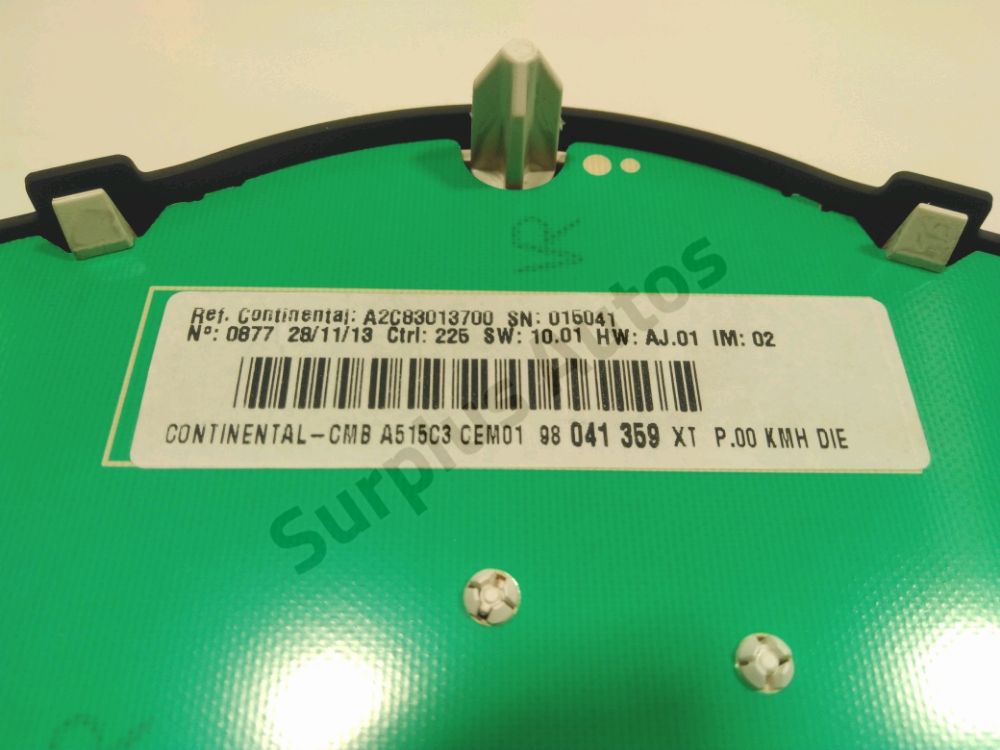 WR
Ref. Continental: A2C83013700 SN: 015041
Nº: 0877 28/11/13 Ctrl: 225 SW: 10.01 HW: AJ.01 IM: 02
CONTINENTAL-CMB A515C3 CEM01 98 041 359 XT P.00 KMH DIE
Surplus Autos